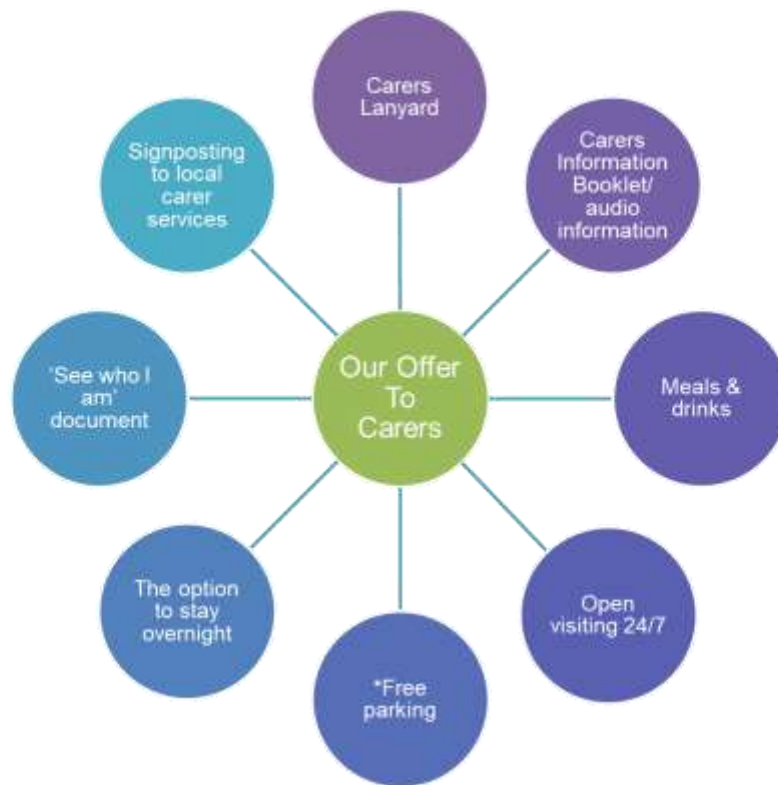 Carers
Lanyard
Carers
Information
Booklet/
audio
information
Meals &
drinks
Open
visiting 24/7
*Free
parking
The option
to stay
overnight
'See who I
am'
document
Signposting
to local
carer
services
Our Offer
To
Carers